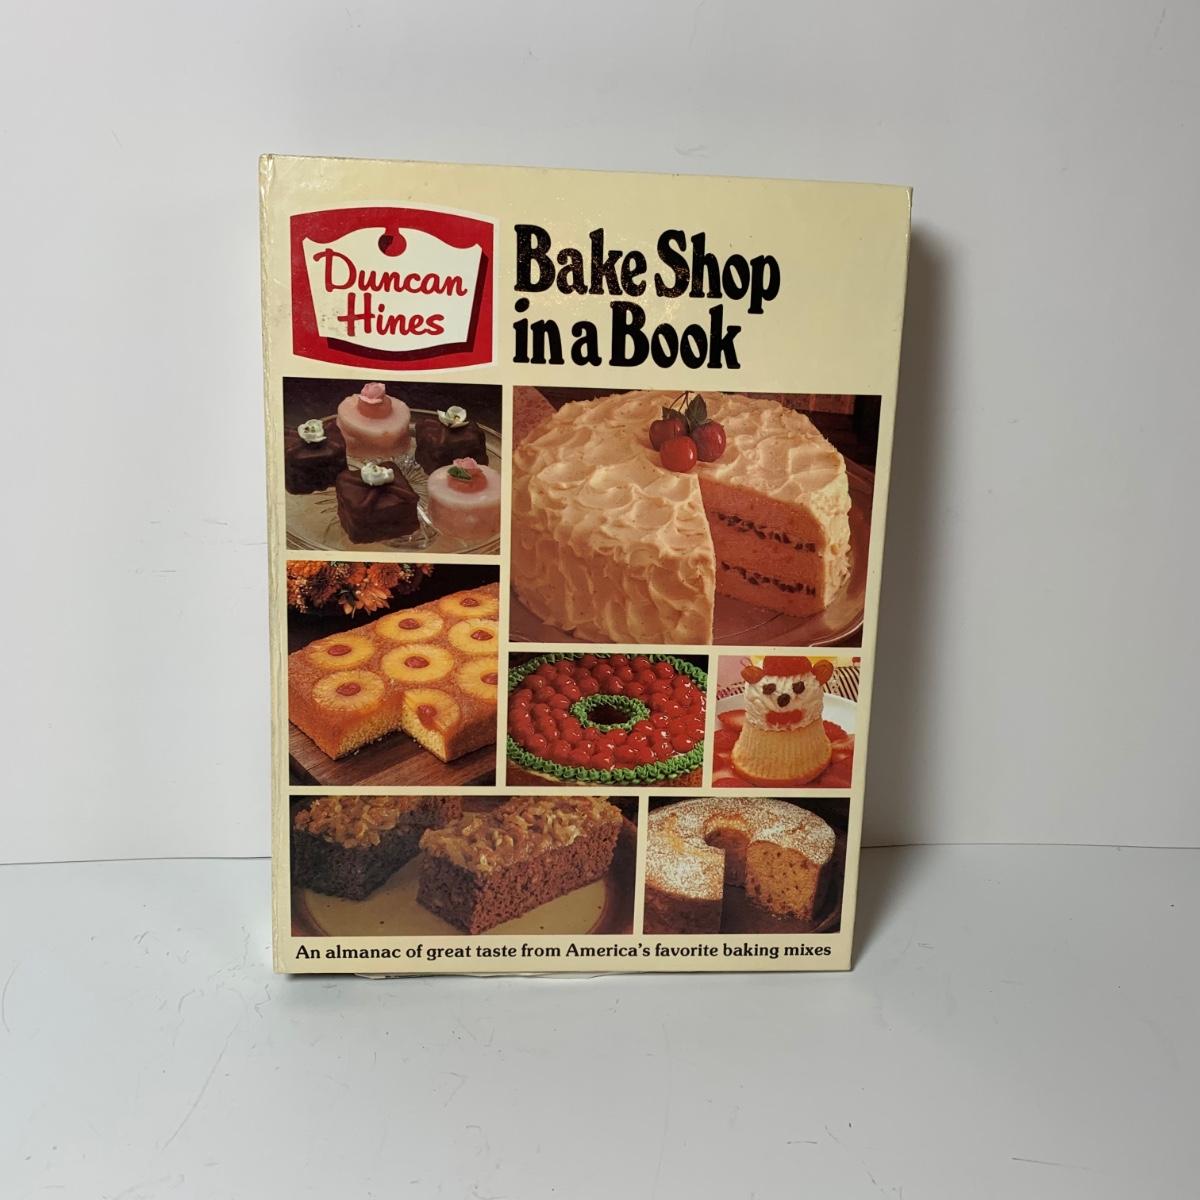 Duncan
Hines
Bake Shop
in a Book
An almanac of great taste from America's favorite baking mixes